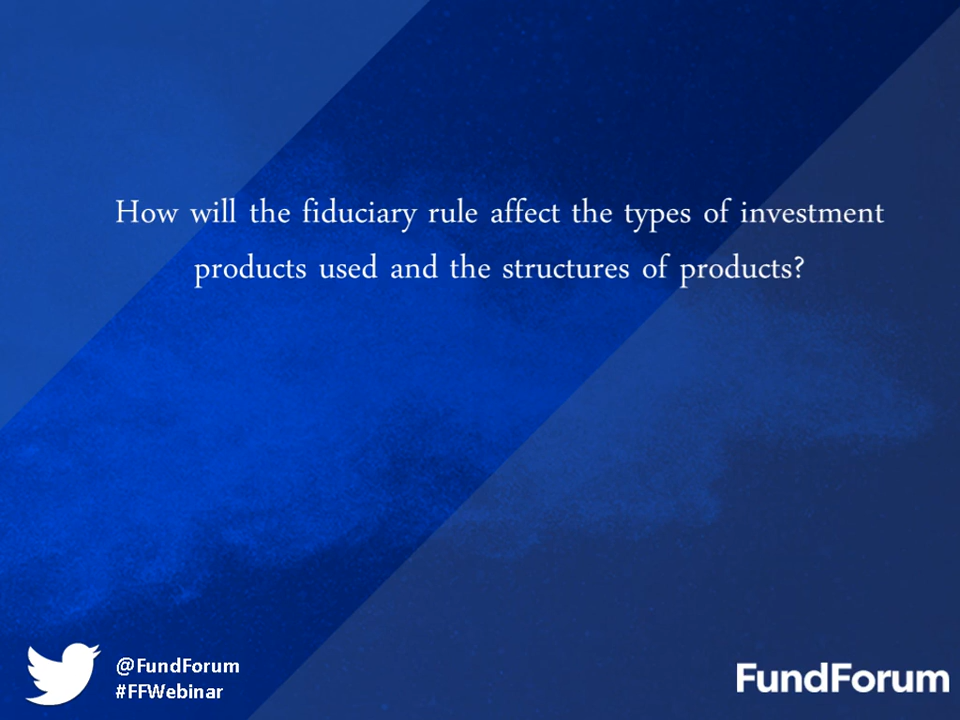 How will the fiduciary rule affect the types of investment
products used and the structures of products?
@FundForum
#FFWebinar
FundForum